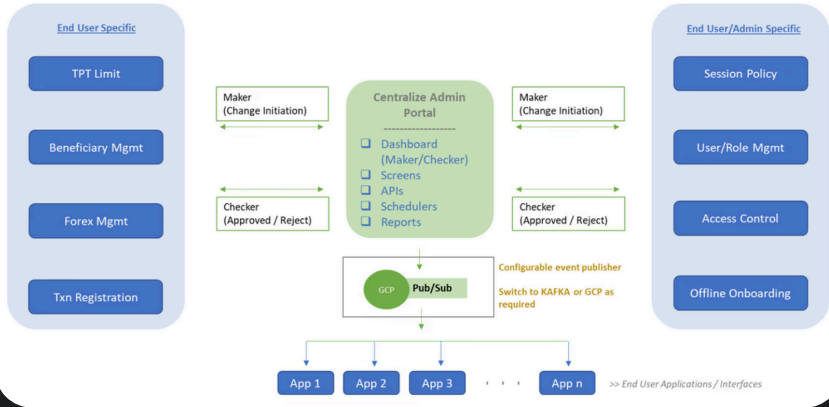 End User Specific
TPT Limit
Beneficiary Mgmt
Forex Mgmt
Txn Registration
Maker
(Change Initiation)
Checker
(Approved / Reject)
Centralize Admin
Portal
------------------
❑ Dashboard
(Maker/Checker)
❑ Screens
❑ APIs
❑ Schedulers
❑ Reports
Maker
(Change Initiation)
Checker
(Approved / Reject)
End User/Admin Specific
Session Policy
User/Role Mgmt
Access Control
Offline Onboarding
GCP
Pub/Sub
Configurable event publisher
Switch to KAFKA or GCP as
required
App 1
App 2
App 3
. . .
App n
>> End User Applications / Interfaces